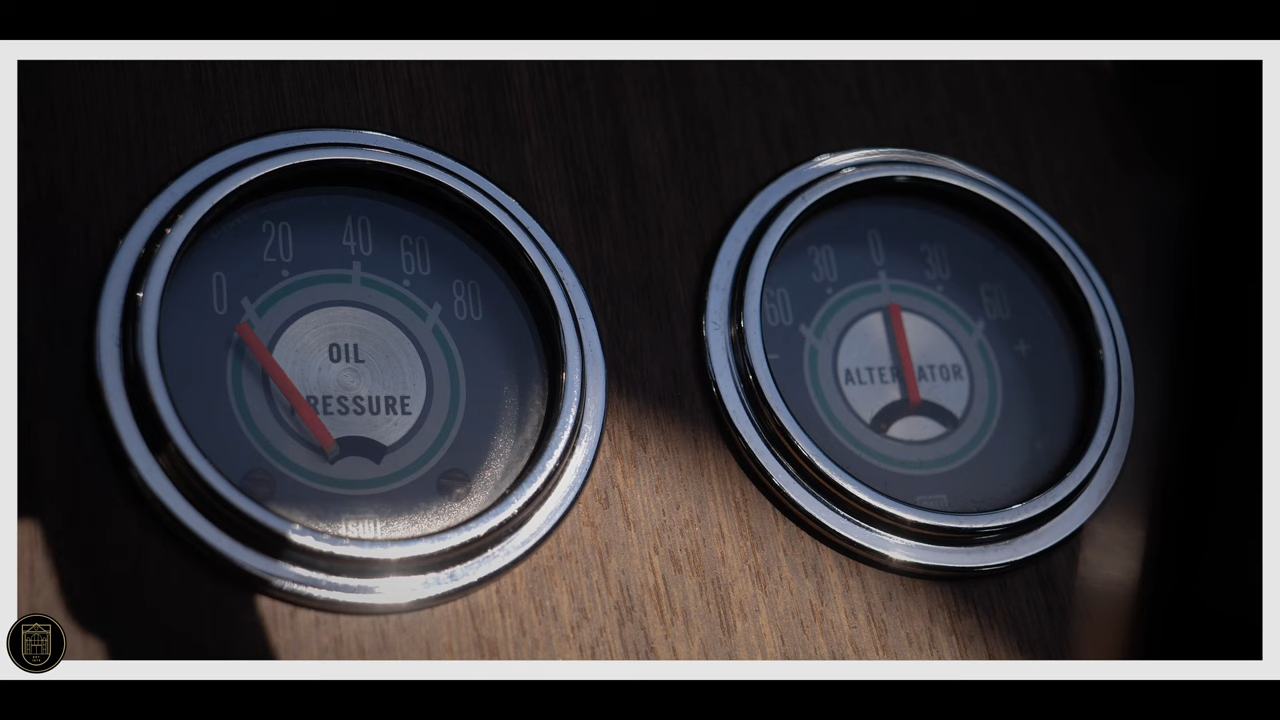 0 20 40 60 80
OIL
PRESSURE
60 30 0 30 60
- +
ALTERNATOR